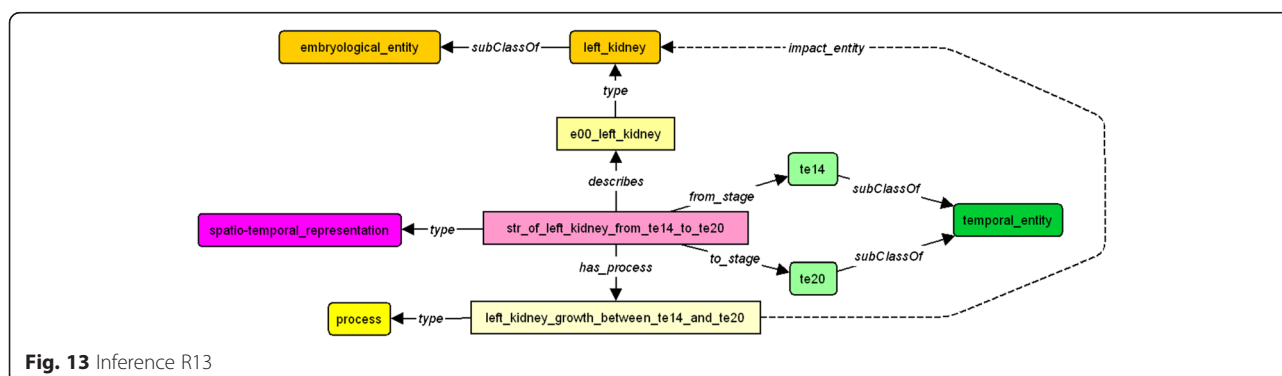 embryological_entity subClassOf left_kidney impact_entity
type
e00_left_kidney
describes
te14
from_stage
subClassOf
spatio-temporal_representation type str_of_left_kidney_from_te14_to_te20 temporal_entity
has_process
to_stage
subClassOf
te20
process type left_kidney_growth_between_te14_and_te20
Fig. 13 Inference R13